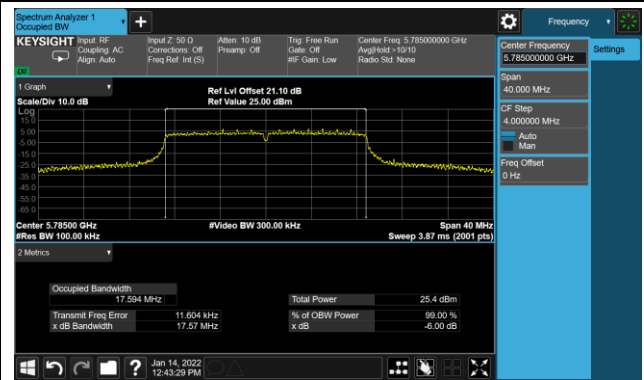 Spectrum Analyzer 1
Occupied BW
Frequency
KEYSIGHT
Input: RF
Coupling: AC
Align: Auto
Input Z: 50 Ω
Corrections: Off
Freq Ref: Int (S)
Atten: 10 dB
Preamp: Off
Trig: Free Run
Gate: Off
#IF Gain: Low
Center Freq: 5.785000000 GHz
Avg|Hold:>10/10
Radio Std: None
Center Frequency
5.785000000 GHz
Settings
Span
40.000 MHz
CF Step
4.000000 MHz
Auto
Man
Freq Offset
0 Hz
1 Graph
Scale/Div 10.0 dB
Ref Lvl Offset 21.10 dB
Ref Value 25.00 dBm
Log
15.0
5.00
-5.00
-15.0
-25.0
-35.0
-45.0
-55.0
-65.0
Center 5.78500 GHz
#Res BW 100.00 kHz
#Video BW 300.00 kHz
Span 40 MHz
Sweep 3.87 ms (2001 pts)
2 Metrics
Occupied Bandwidth
17.594 MHz
Transmit Freq Error 11.604 kHz
x dB Bandwidth 17.57 MHz
Total Power 25.4 dBm
% of OBW Power 99.00 %
x dB -6.00 dB
Jan 14, 2022
12:43:29 PM